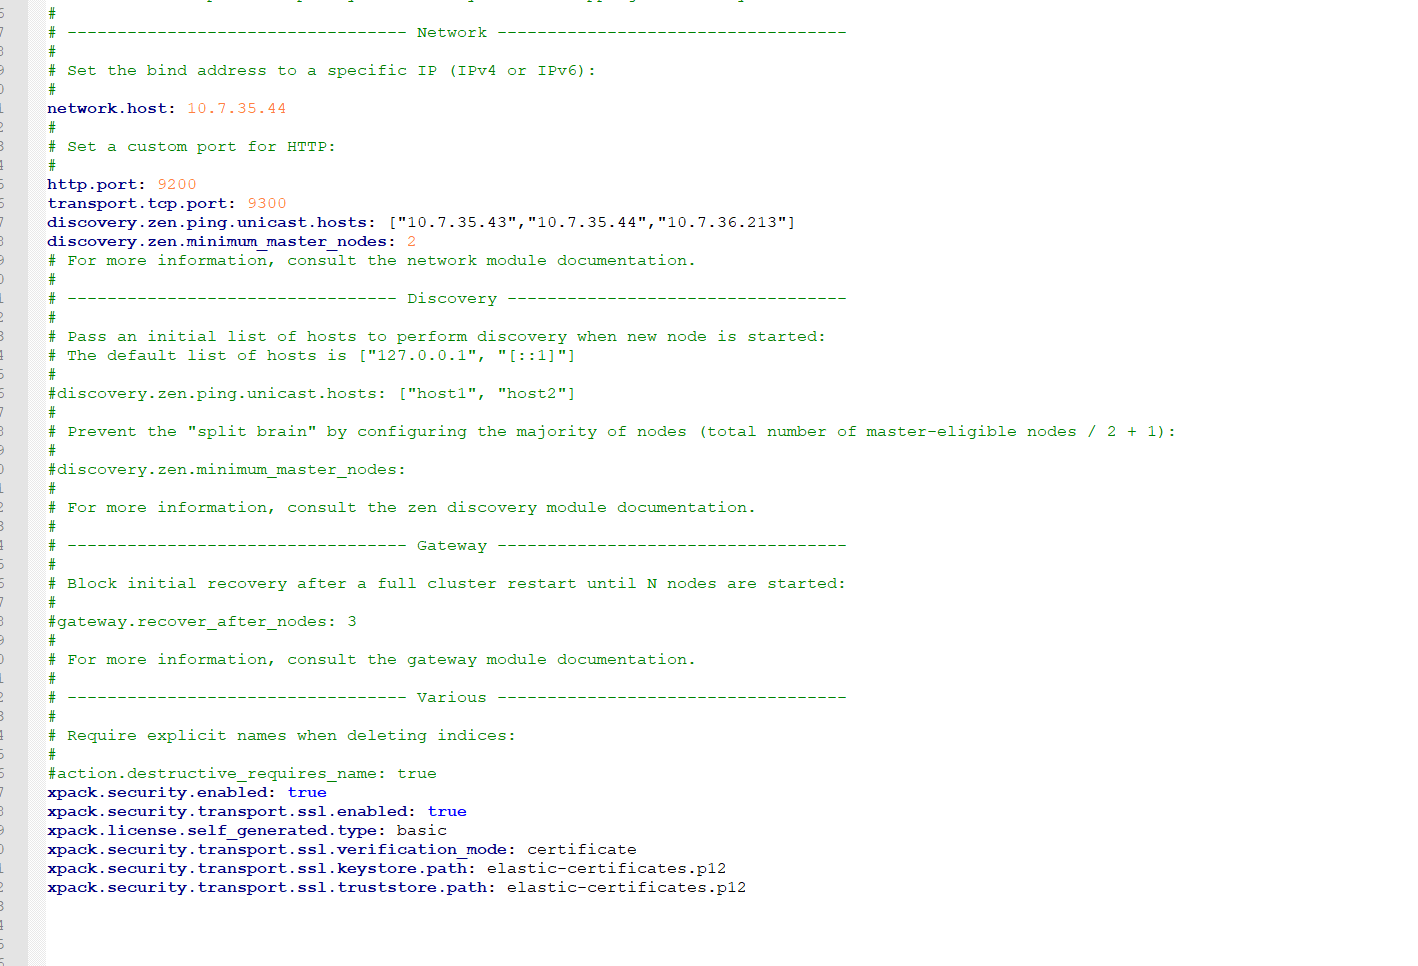 #
# ---------------------------------- Network -----------------------------------
#
# Set the bind address to a specific IP (IPv4 or IPv6):
#
network.host: 10.7.35.44
#
# Set a custom port for HTTP:
#
http.port: 9200
transport.tcp.port: 9300
discovery.zen.ping.unicast.hosts: ["10.7.35.43","10.7.35.44","10.7.36.213"]
discovery.zen.minimum_master_nodes: 2
# For more information, consult the network module documentation.
#
# --------------------------------- Discovery ----------------------------------
#
# Pass an initial list of hosts to perform discovery when new node is started:
# The default list of hosts is ["127.0.0.1", "[::1]"]
#
#discovery.zen.ping.unicast.hosts: ["host1", "host2"]
#
# Prevent the "split brain" by configuring the majority of nodes (total number of master-eligible nodes / 2 + 1):
#
#discovery.zen.minimum_master_nodes:
#
# For more information, consult the zen discovery module documentation.
#
# ---------------------------------- Gateway -----------------------------------
#
# Block initial recovery after a full cluster restart until N nodes are started:
#
#gateway.recover_after_nodes: 3
#
# For more information, consult the gateway module documentation.
#
# ---------------------------------- Various -----------------------------------
#
# Require explicit names when deleting indices:
#
#action.destructive_requires_name: true
xpack.security.enabled: true
xpack.security.transport.ssl.enabled: true
xpack.license.self_generated.type: basic
xpack.security.transport.ssl.verification_mode: certificate
xpack.security.transport.ssl.keystore.path: elastic-certificates.p12
xpack.security.transport.ssl.truststore.path: elastic-certificates.p12